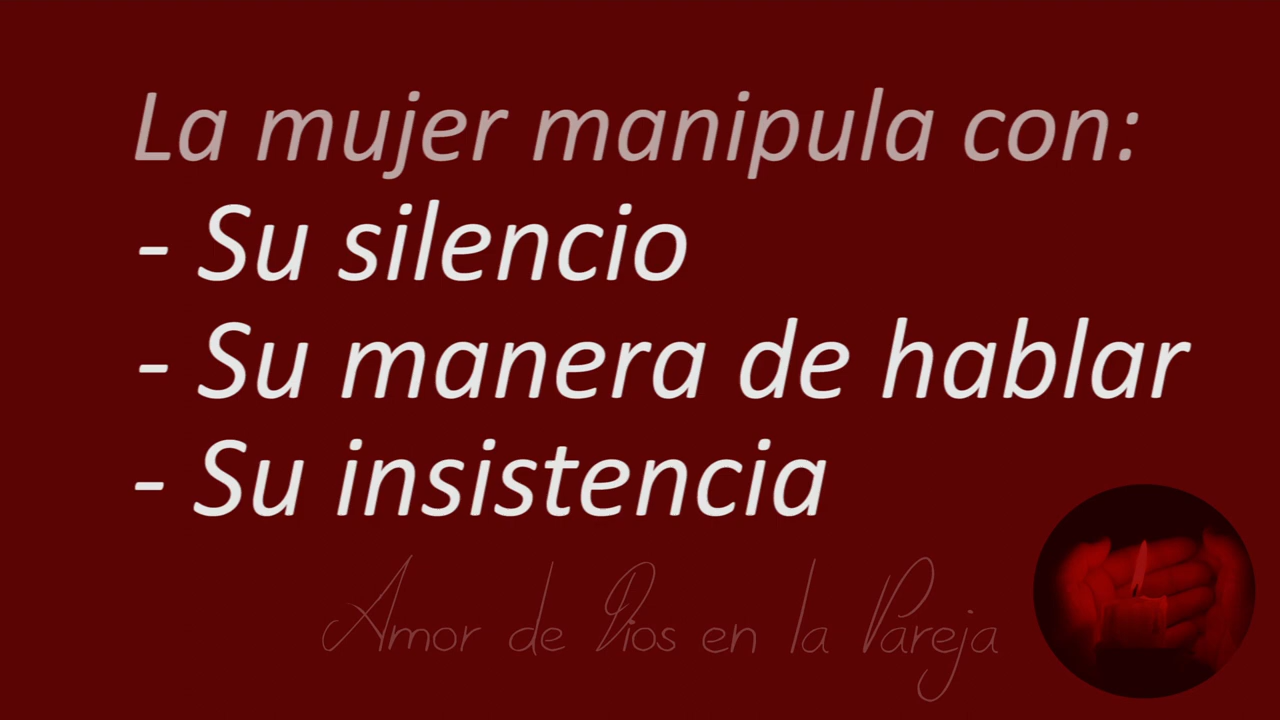 La mujer manipula con:
- Su silencio
- Su manera de hablar
- Su insistencia
Amor de Dios en la Pareja